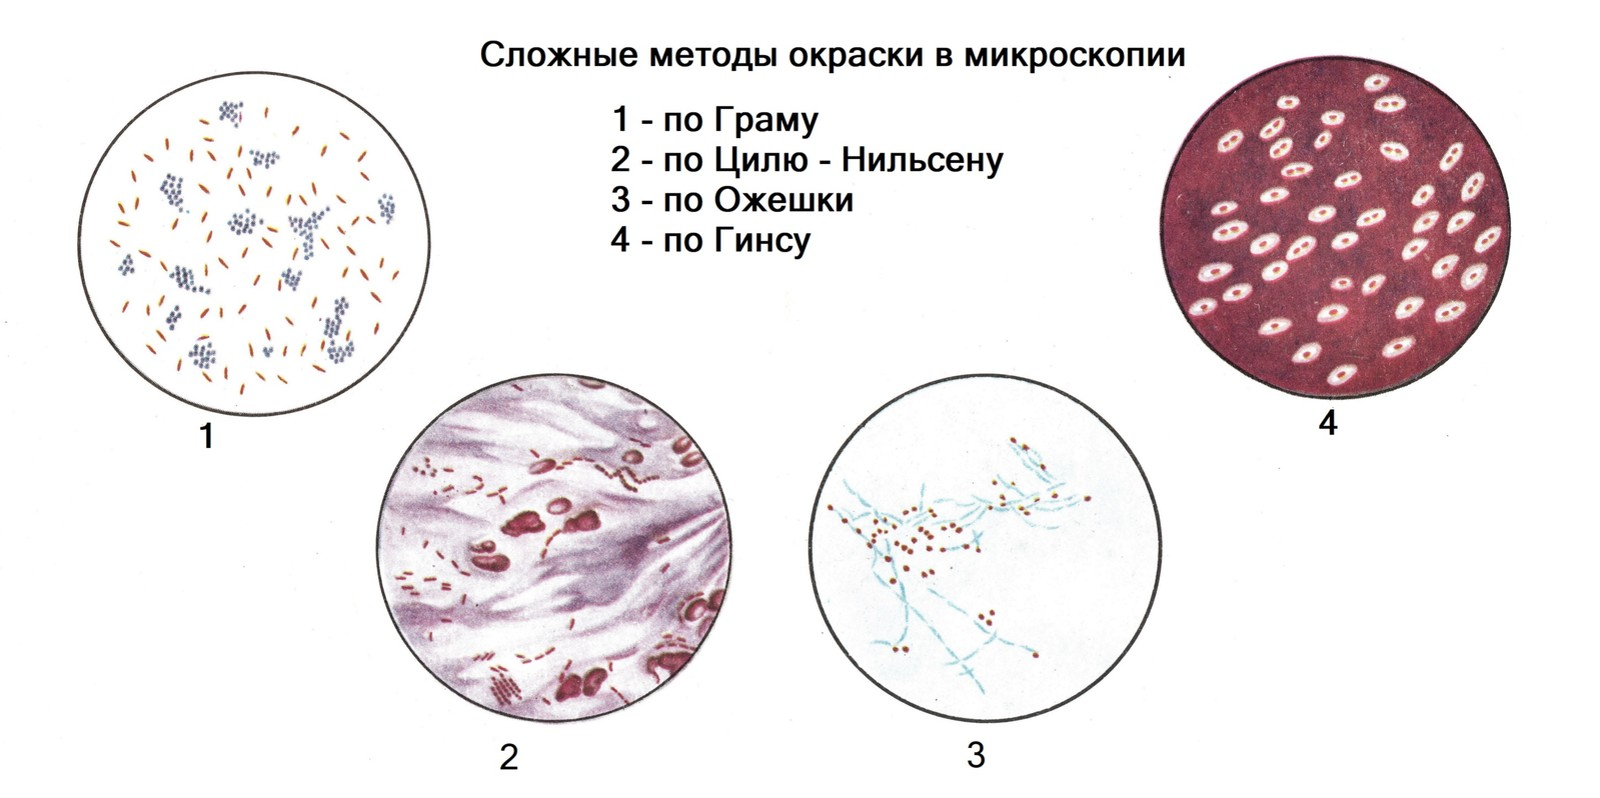 Сложные методы окраски в микроскопии
1 - по Граму
2 - по Цилю - Нильсену
3 - по Ожешки
4 - по Гинсу
1
4
2
3